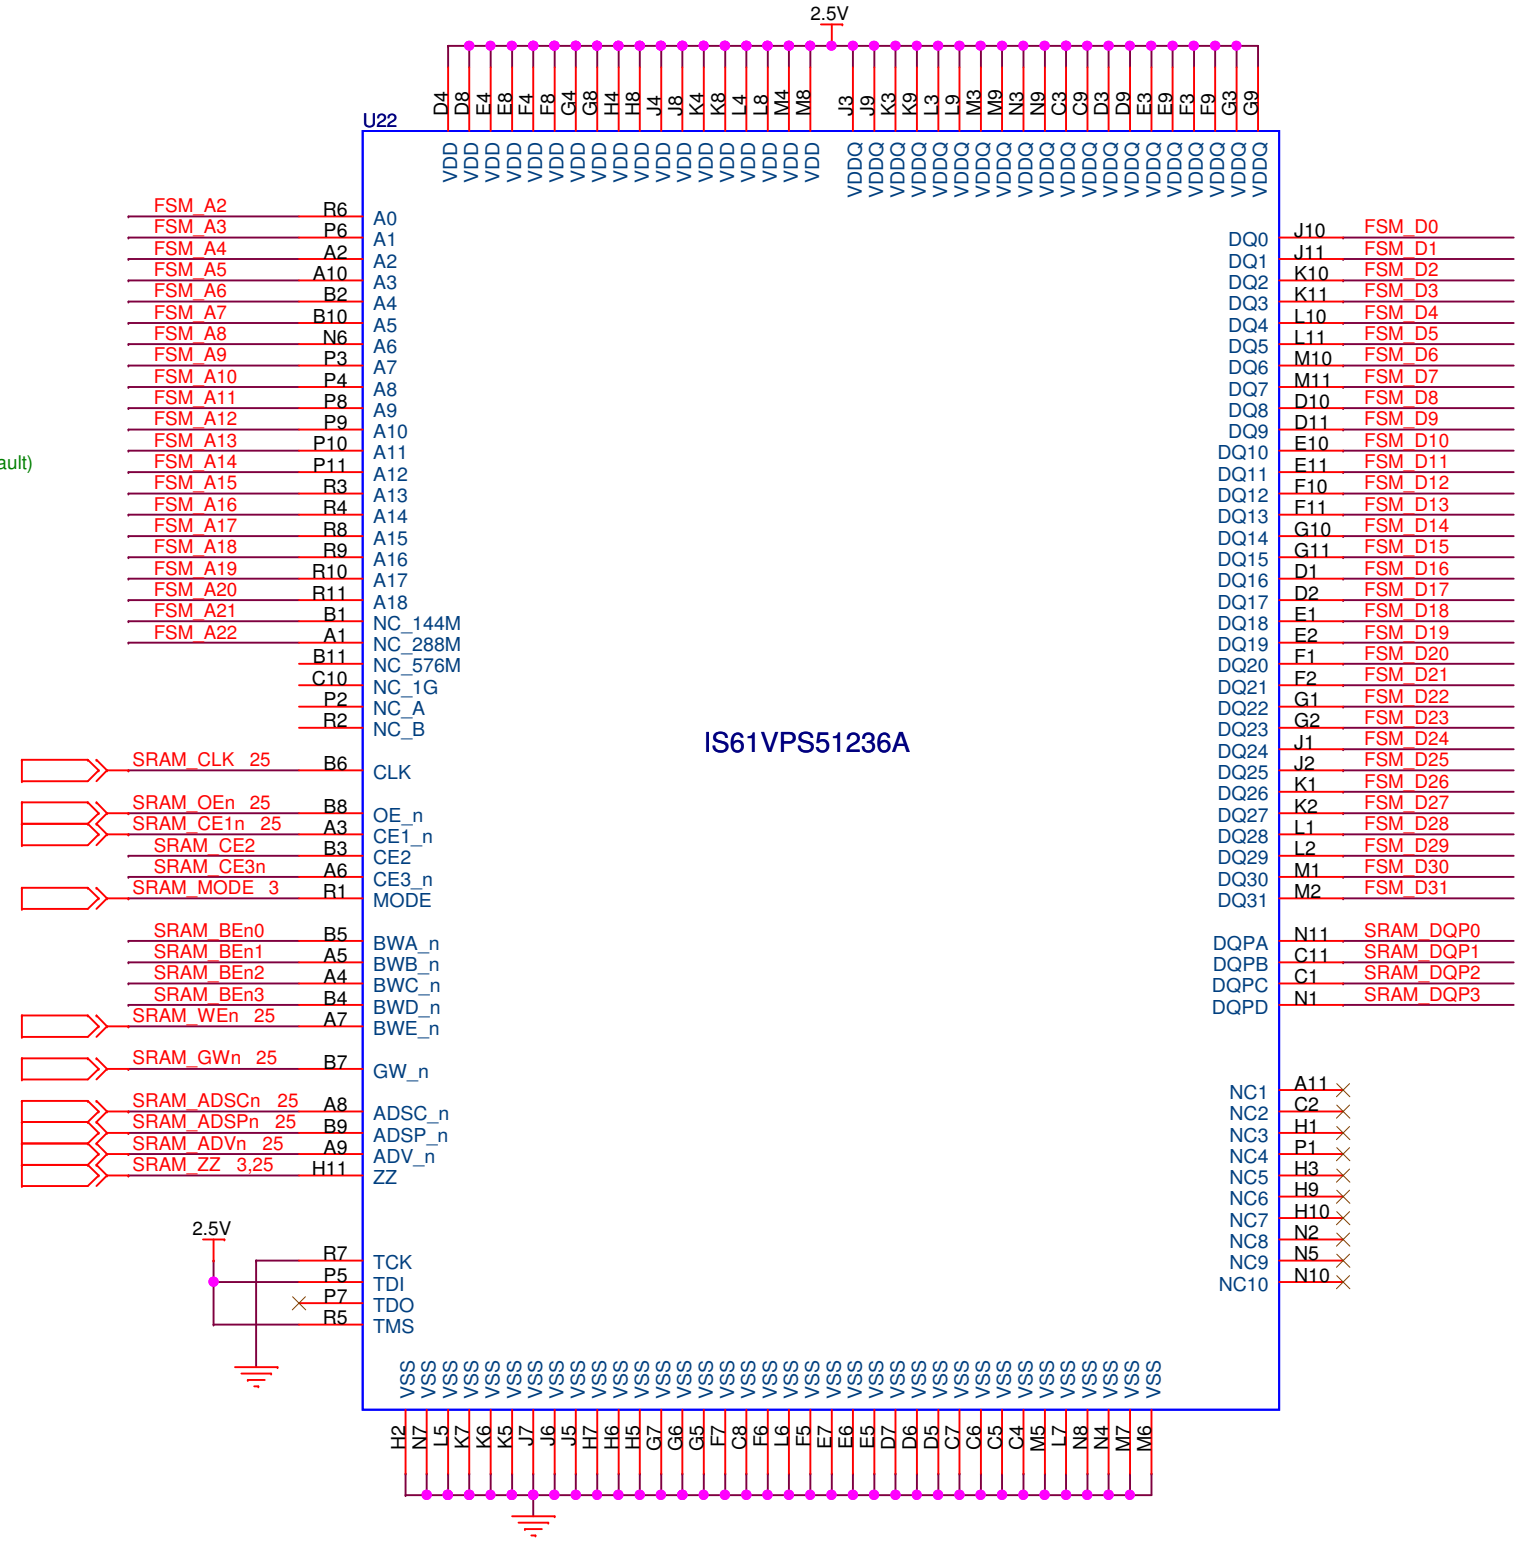 2.5V
D4 D8 E4 E8 F4 F8 G4 G8 H4 H8 J4 J8 K4 K8 L4 L8 M4 M8 J3 J9 K3 K9 L3 L9 M3 M9 N3 N9 C3 C9 D3 D9 E3 E9 F3 F9 G3 G9
U22
VDD VDD VDD VDD VDD VDD VDD VDD VDD VDD VDD VDD VDD VDD VDD VDD VDD VDD VDDQ VDDQ VDDQ VDDQ VDDQ VDDQ VDDQ VDDQ VDDQ VDDQ VDDQ VDDQ VDDQ VDDQ VDDQ VDDQ VDDQ VDDQ VDDQ VDDQ
FSM_A2 R6 A0
FSM_A3 P6 A1
FSM_A4 A2 A2
FSM_A5 A10 A3
FSM_A6 B2 A4
FSM_A7 B10 A5
FSM_A8 N6 A6
FSM_A9 P3 A7
FSM_A10 P4 A8
FSM_A11 P8 A9
FSM_A12 P9 A10
FSM_A13 P10 A11
ault)
FSM_A14 P11 A12
FSM_A15 R3 A13
FSM_A16 R4 A14
FSM_A17 R8 A15
FSM_A18 R9 A16
FSM_A19 R10 A17
FSM_A20 R11 A18
FSM_A21 B1 NC_144M
FSM_A22 A1 NC_288M
B11 NC_576M
C10 NC_1G
P2 NC_A
R2 NC_B
SRAM_CLK 25 B6 CLK
SRAM_OEn 25 B8 OE_n
SRAM_CE1n 25 A3 CE1_n
SRAM_CE2 B3 CE2
SRAM_CE3n A6 CE3_n
SRAM_MODE 3 R1 MODE
SRAM_BEn0 B5 BWA_n
SRAM_BEn1 A5 BWB_n
SRAM_BEn2 A4 BWC_n
SRAM_BEn3 B4 BWD_n
SRAM_WEn 25 A7 BWE_n
SRAM_GWn 25 B7 GW_n
SRAM_ADSCn 25 A8 ADSC_n
SRAM_ADSPn 25 B9 ADSP_n
SRAM_ADVn 25 A9 ADV_n
SRAM_ZZ 3,25 H11 ZZ
2.5V
R7 TCK
P5 TDI
P7 TDO
R5 TMS
IS61VPS51236A
DQ0 J10 FSM_D0
DQ1 J11 FSM_D1
DQ2 K10 FSM_D2
DQ3 K11 FSM_D3
DQ4 L10 FSM_D4
DQ5 L11 FSM_D5
DQ6 M10 FSM_D6
DQ7 M11 FSM_D7
DQ8 D10 FSM_D8
DQ9 D11 FSM_D9
DQ10 E10 FSM_D10
DQ11 E11 FSM_D11
DQ12 F10 FSM_D12
DQ13 F11 FSM_D13
DQ14 G10 FSM_D14
DQ15 G11 FSM_D15
DQ16 D1 FSM_D16
DQ17 D2 FSM_D17
DQ18 E1 FSM_D18
DQ19 E2 FSM_D19
DQ20 F1 FSM_D20
DQ21 F2 FSM_D21
DQ22 G1 FSM_D22
DQ23 G2 FSM_D23
DQ24 J1 FSM_D24
DQ25 J2 FSM_D25
DQ26 K1 FSM_D26
DQ27 K2 FSM_D27
DQ28 L1 FSM_D28
DQ29 L2 FSM_D29
DQ30 M1 FSM_D30
DQ31 M2 FSM_D31
DQPA N11 SRAM_DQP0
DQPB C11 SRAM_DQP1
DQPC C1 SRAM_DQP2
DQPD N1 SRAM_DQP3
NC1 A11
NC2 C2
NC3 H1
NC4 P1
NC5 H3
NC6 H9
NC7 H10
NC8 N2
NC9 N5
NC10 N10
VSS VSS VSS VSS VSS VSS VSS VSS VSS VSS VSS VSS VSS VSS VSS VSS VSS VSS VSS VSS VSS VSS VSS VSS VSS VSS VSS VSS VSS VSS VSS VSS VSS VSS VSS VSS
H2 N7 L5 K7 K6 K5 J7 J6 J5 H7 H6 H5 G7 G6 G5 F7 C8 F6 L6 F5 E7 E6 E5 D7 D6 D5 C7 C6 C5 C4 M5 L7 N8 N4 M7 M6